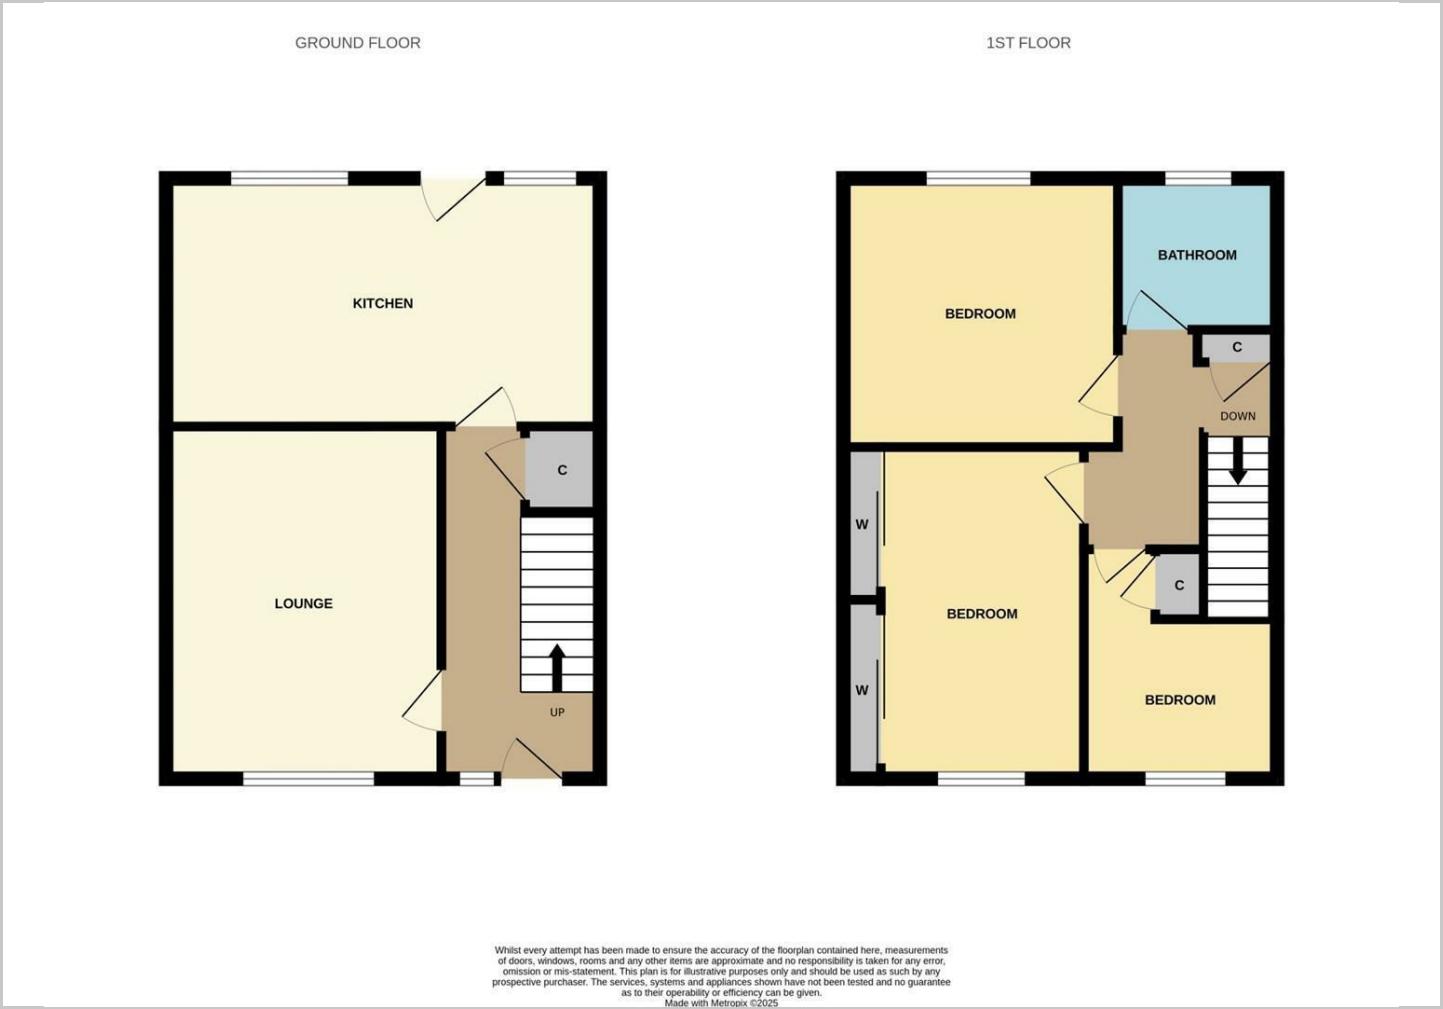 GROUND FLOOR
1ST FLOOR
KITCHEN
C
LOUNGE
UP
BEDROOM
BATHROOM
C
DOWN
W
BEDROOM
C
W
BEDROOM
Whilst every attempt has been made to ensure the accuracy of the floorplan contained here, measurements
of doors, windows, rooms and any other items are approximate and no responsibility is taken for any error,
omission or mis-statement. This plan is for illustrative purposes only and should be used as such by any
prospective purchaser. The services, systems and appliances shown have not been tested and no guarantee
as to their operability or efficiency can be given.
Made with Metropix ©2025